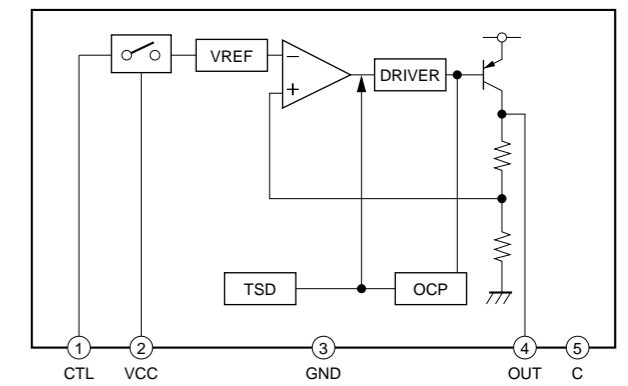 VREF
−
+
DRIVER
TSD
OCP
1 2 3 4 5
CTL VCC GND OUT C